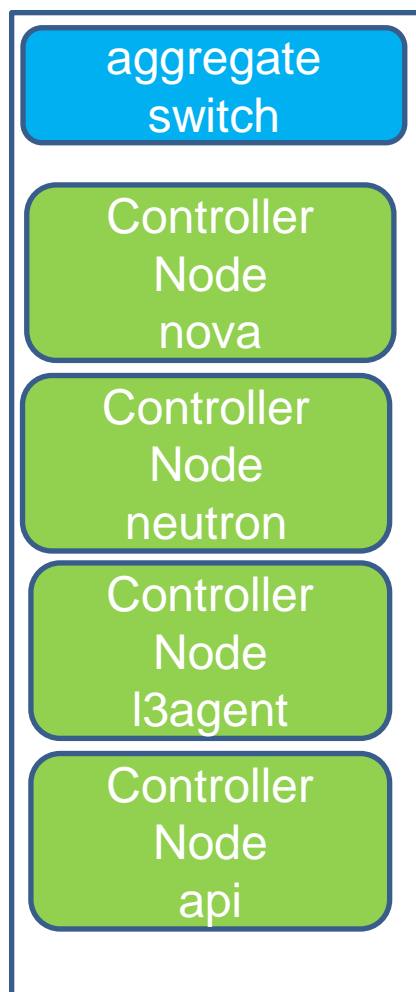 aggregate
switch
Controller
Node
nova
Controller
Node
neutron
Controller
Node
l3agent
Controller
Node
api